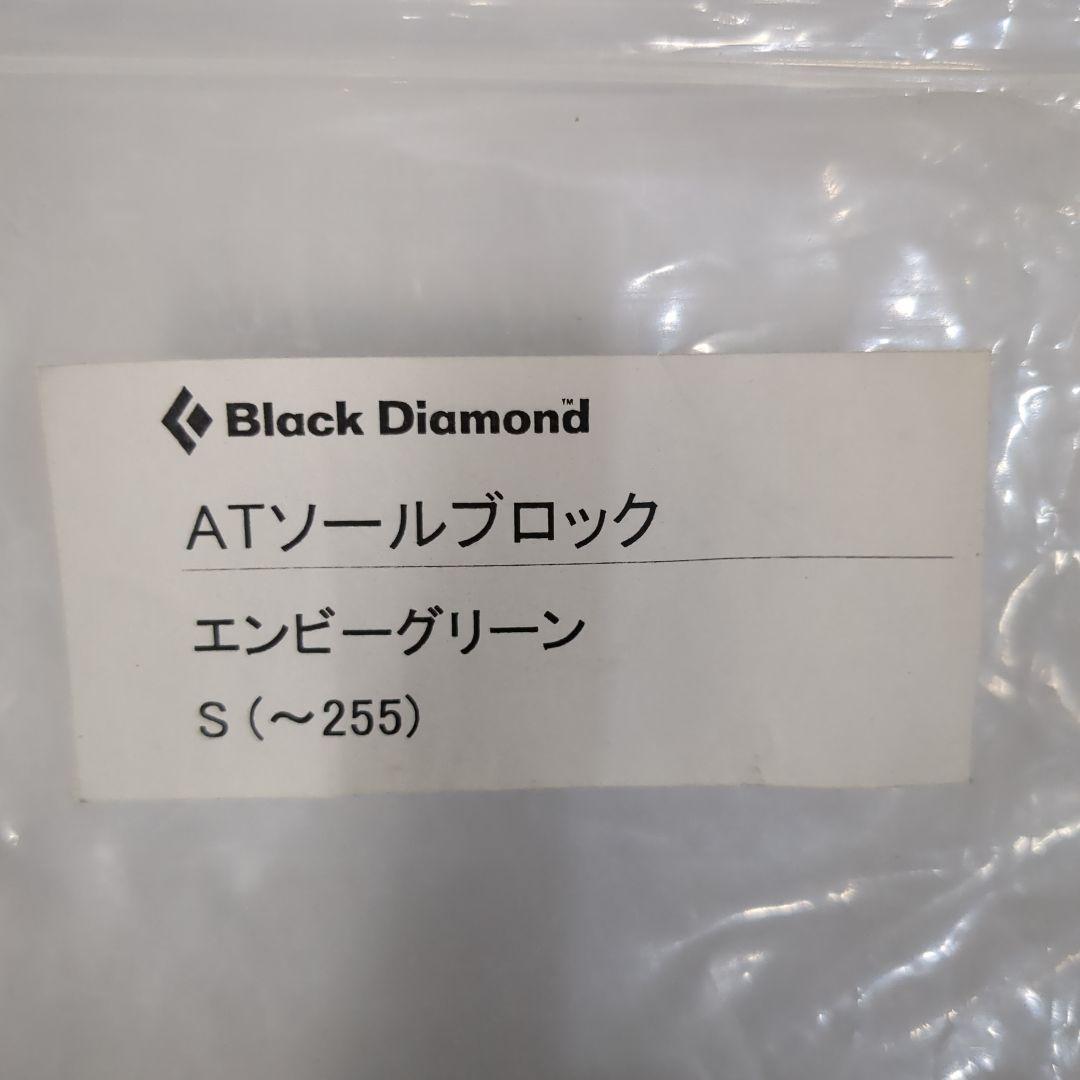 Black Diamond™
ATソールブロック
エンビーグリーン
S（～255）